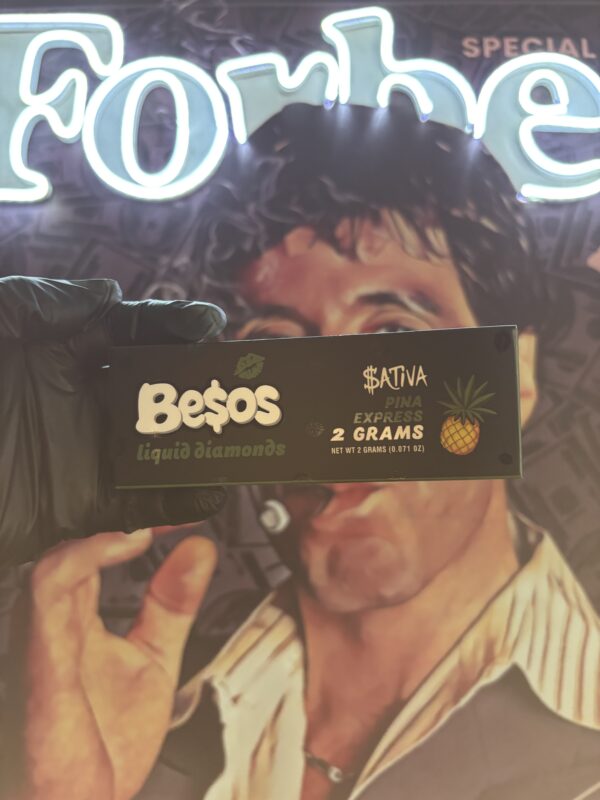 Forbe
SPECIAL
Be$os
liquid diamonds
$ATIVA
PINA
EXPRESS
2 GRAMS
NET WT 2 GRAMS (0.071 OZ)